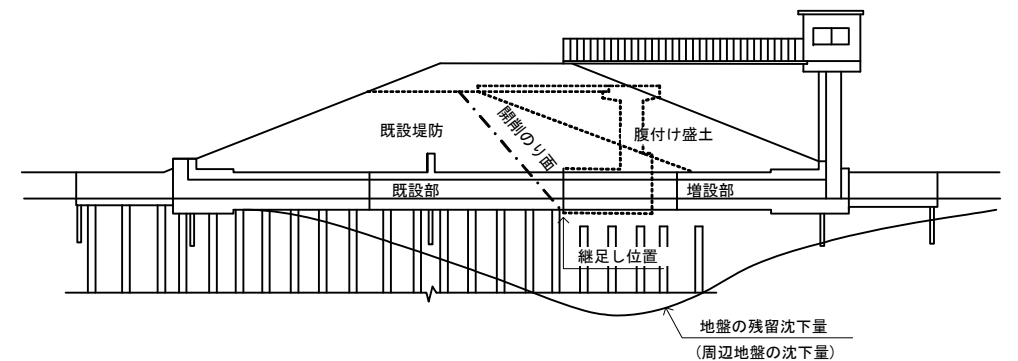 開削のり面
既設堤防
腹付け盛土
既設部
増設部
継足し位置
地盤の残留沈下量
(周辺地盤の沈下量)